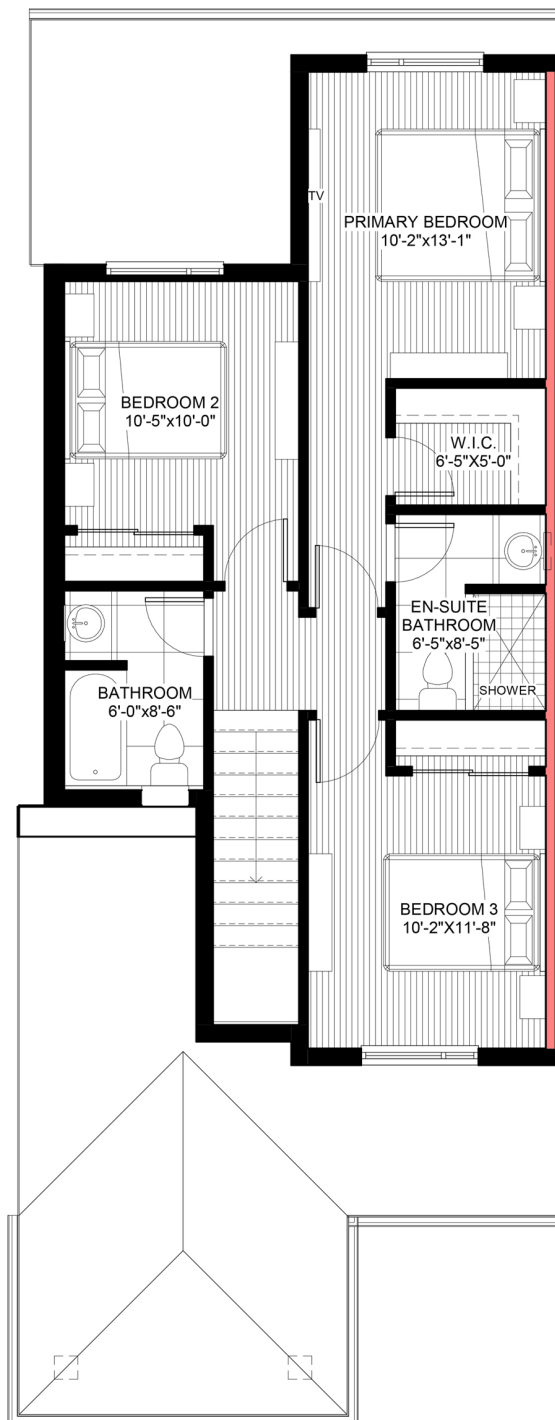 TV
PRIMARY BEDROOM
10'-2"x13'-1"
BEDROOM 2
10'-5"x10'-0"
W.I.C.
6'-5"X5'-0"
EN-SUITE
BATHROOM
6'-5"x8'-5"
SHOWER
BATHROOM
6'-0"x8'-6"
BEDROOM 3
10'-2"X11'-8"